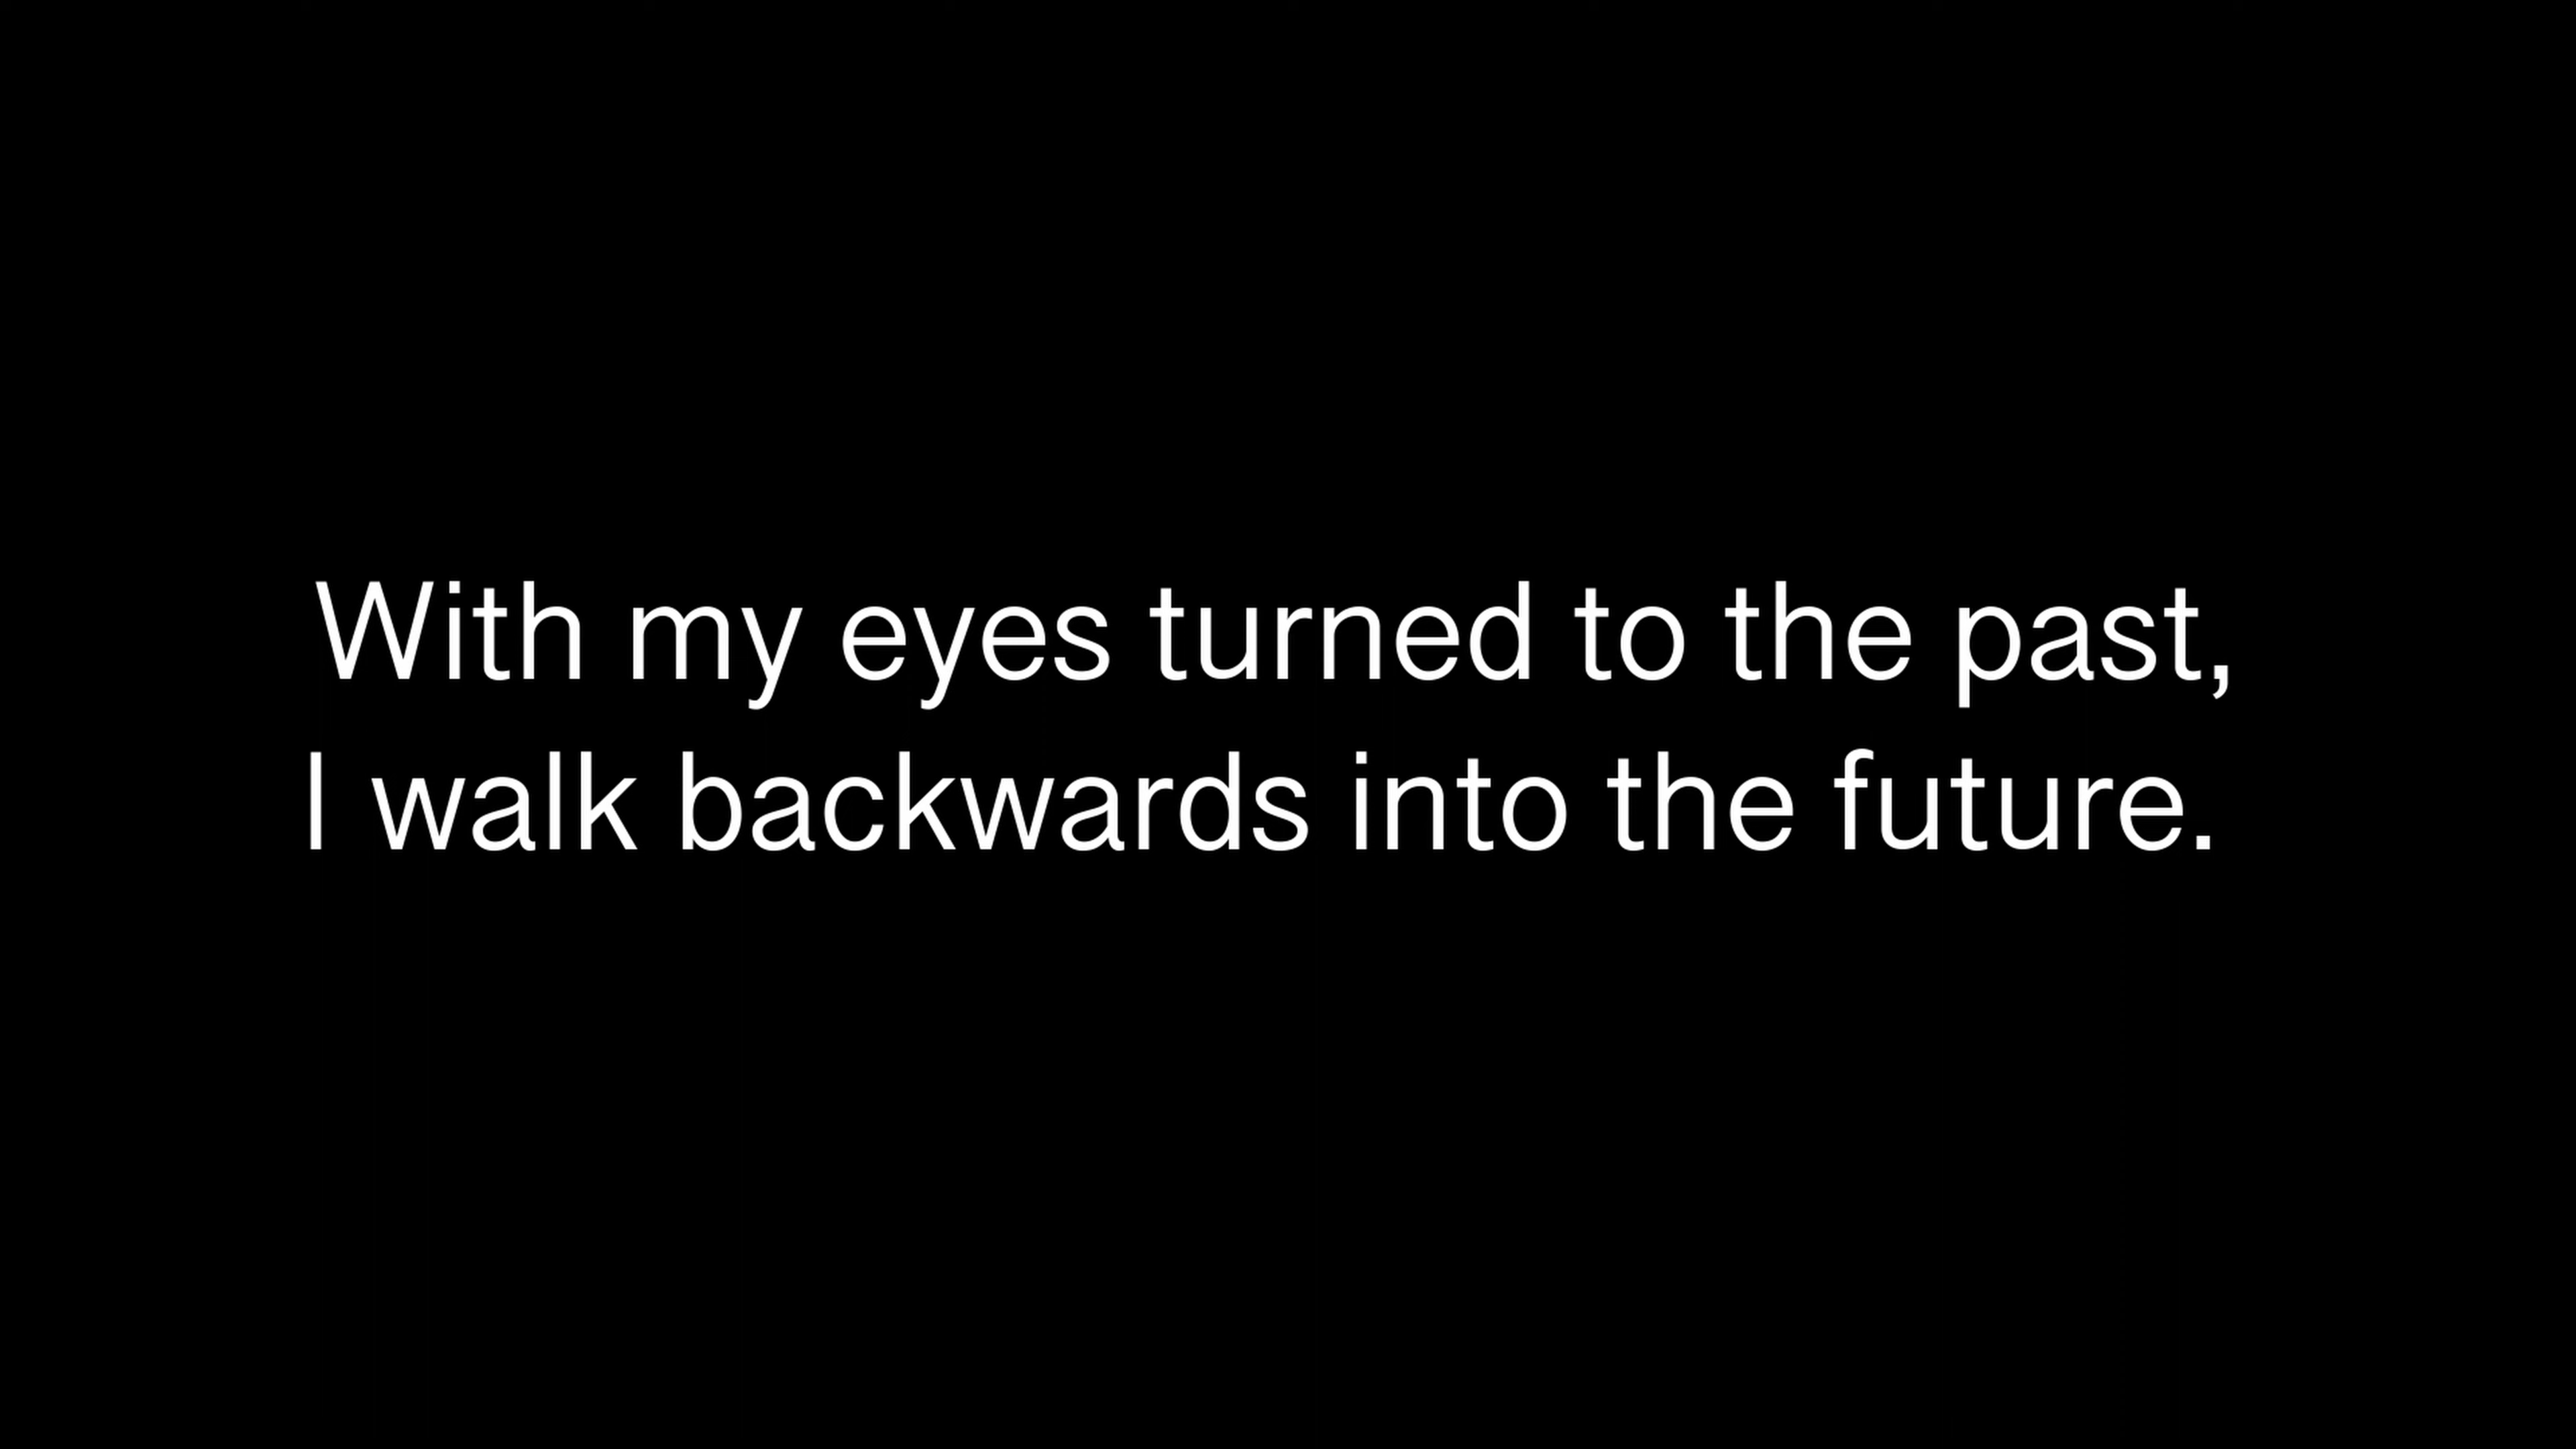 With my eyes turned to the past,
I walk backwards into the future.